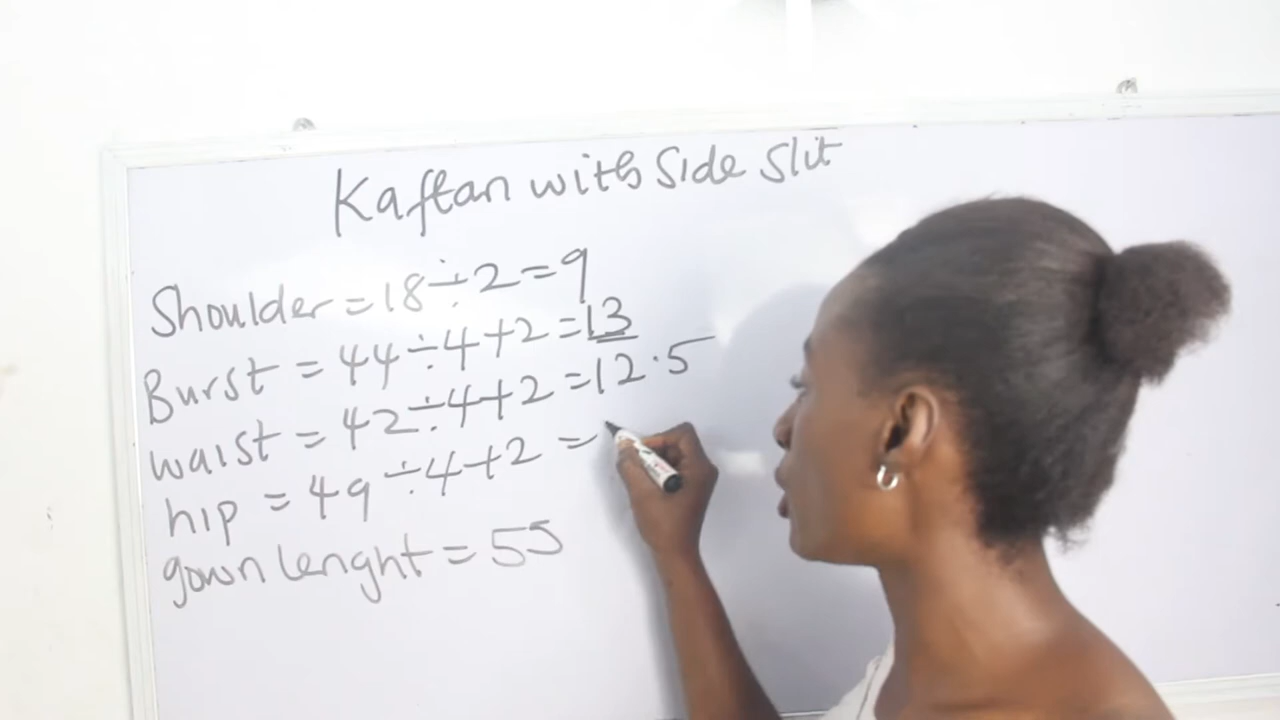 Kaftan with Side Slit
Shoulder = 18 ÷ 2 = 9
Burst = 44 ÷ 4 + 2 = 13
waist = 42 ÷ 4 + 2 = 12.5
hip = 49 ÷ 4 + 2 =
gown lenght = 55